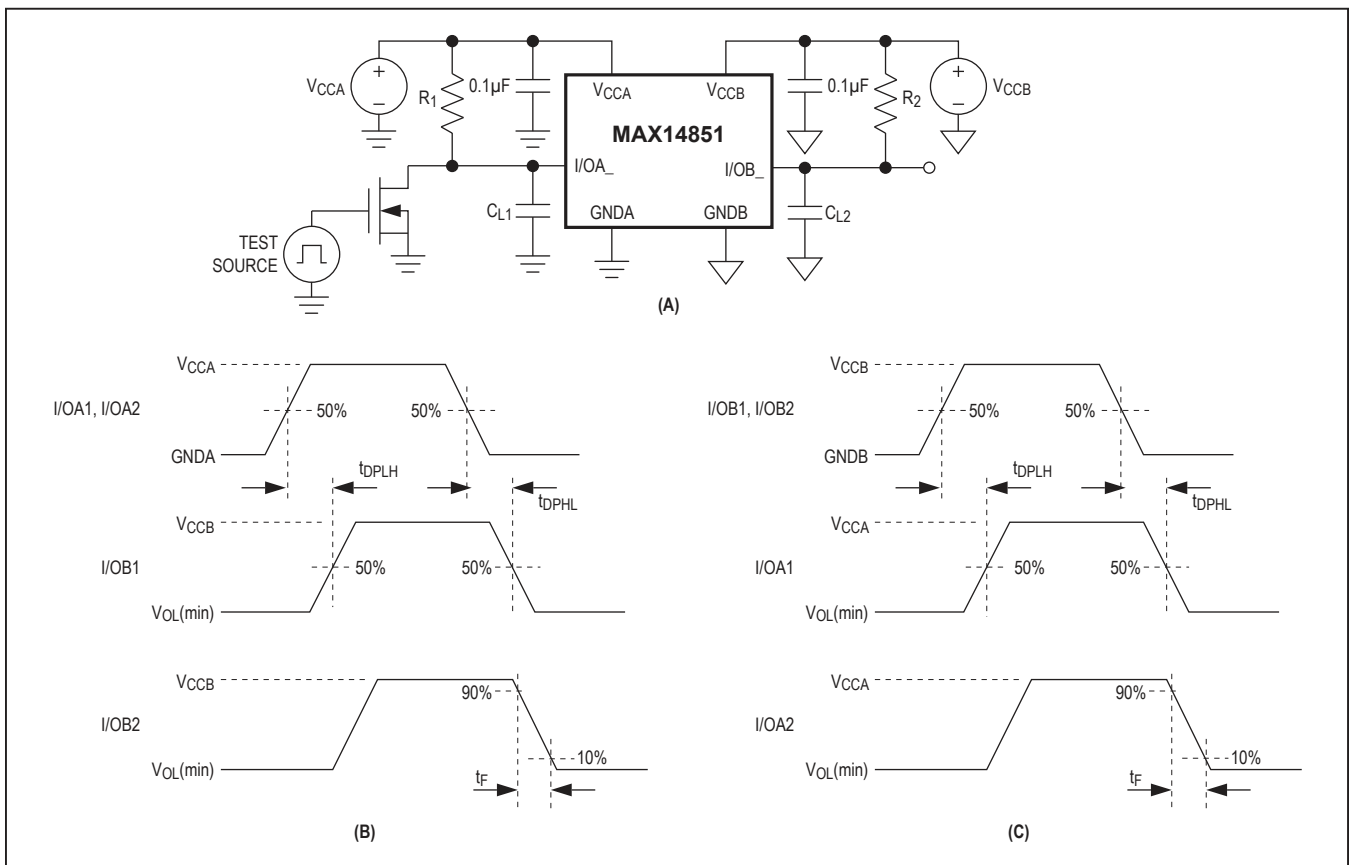 VCCA
R1
0.1µF
VCCA
VCCB
0.1µF
R2
VCCB
MAX14851
I/OA_
I/OB_
CL1
GNDA
GNDB
CL2
TEST
SOURCE
(A)
VCCA
I/OA1, I/OA2
50%
50%
GNDA
tDPLH
tDPHL
VCCB
I/OB1
50%
50%
VOL(min)
VCCB
90%
I/OB2
10%
VOL(min)
tF
(B)
VCCB
I/OB1, I/OB2
50%
50%
GNDB
tDPLH
tDPHL
VCCA
I/OA1
50%
50%
VOL(min)
VCCA
90%
I/OA2
10%
VOL(min)
tF
(C)